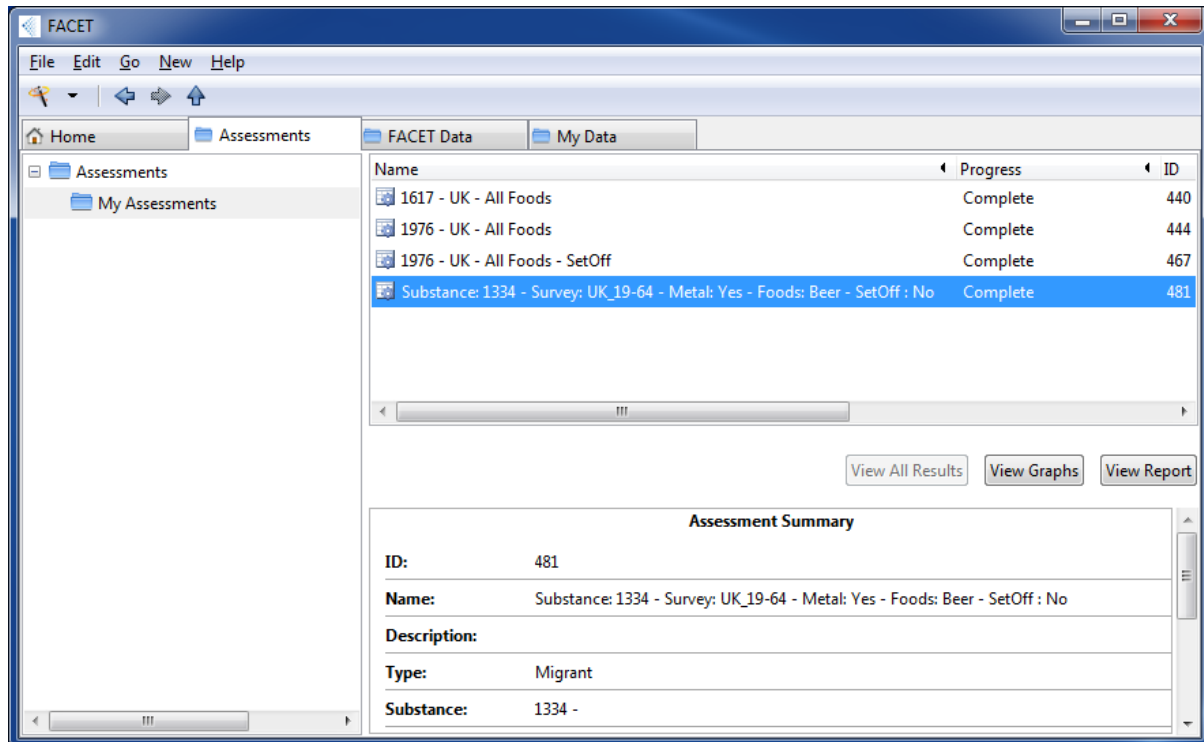 FACET
File Edit Go New Help
Home Assessments FACET Data My Data
Assessments
My Assessments
Name Progress ID
1617 - UK - All Foods Complete 440
1976 - UK - All Foods Complete 444
1976 - UK - All Foods - SetOff Complete 467
Substance: 1334 - Survey: UK_19-64 - Metal: Yes - Foods: Beer - SetOff : No Complete 481
View All Results View Graphs View Report
Assessment Summary
ID: 481
Name: Substance: 1334 - Survey: UK_19-64 - Metal: Yes - Foods: Beer - SetOff : No
Description:
Type: Migrant
Substance: 1334 -